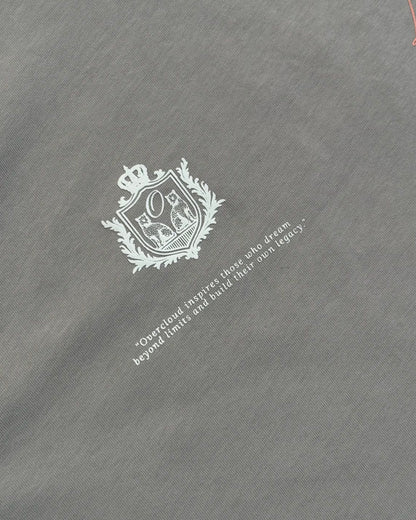 O
"Overcloud inspires those who dream
beyond limits and build their own legacy."